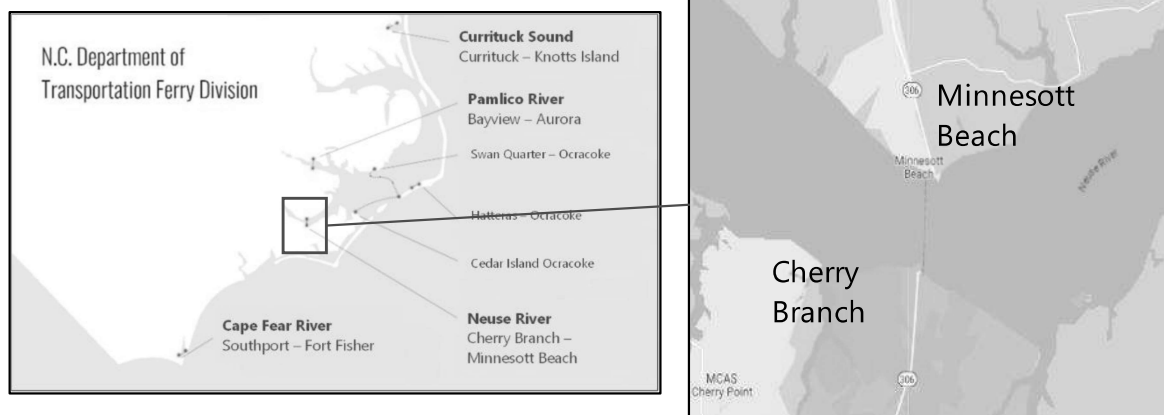 N.C. Department of
Transportation Ferry Division
Currituck Sound
Currituck – Knotts Island
Pamlico River
Bayview – Aurora
Swan Quarter – Ocracoke
Hatteras – Ocracoke
Cedar Island Ocracoke
Neuse River
Cherry Branch –
Minnesott Beach
Cape Fear River
Southport – Fort Fisher
306
Minnesott
Beach
Minnesott
Beach
Neuse River
Cherry
Branch
MCAS
Cherry Point
306